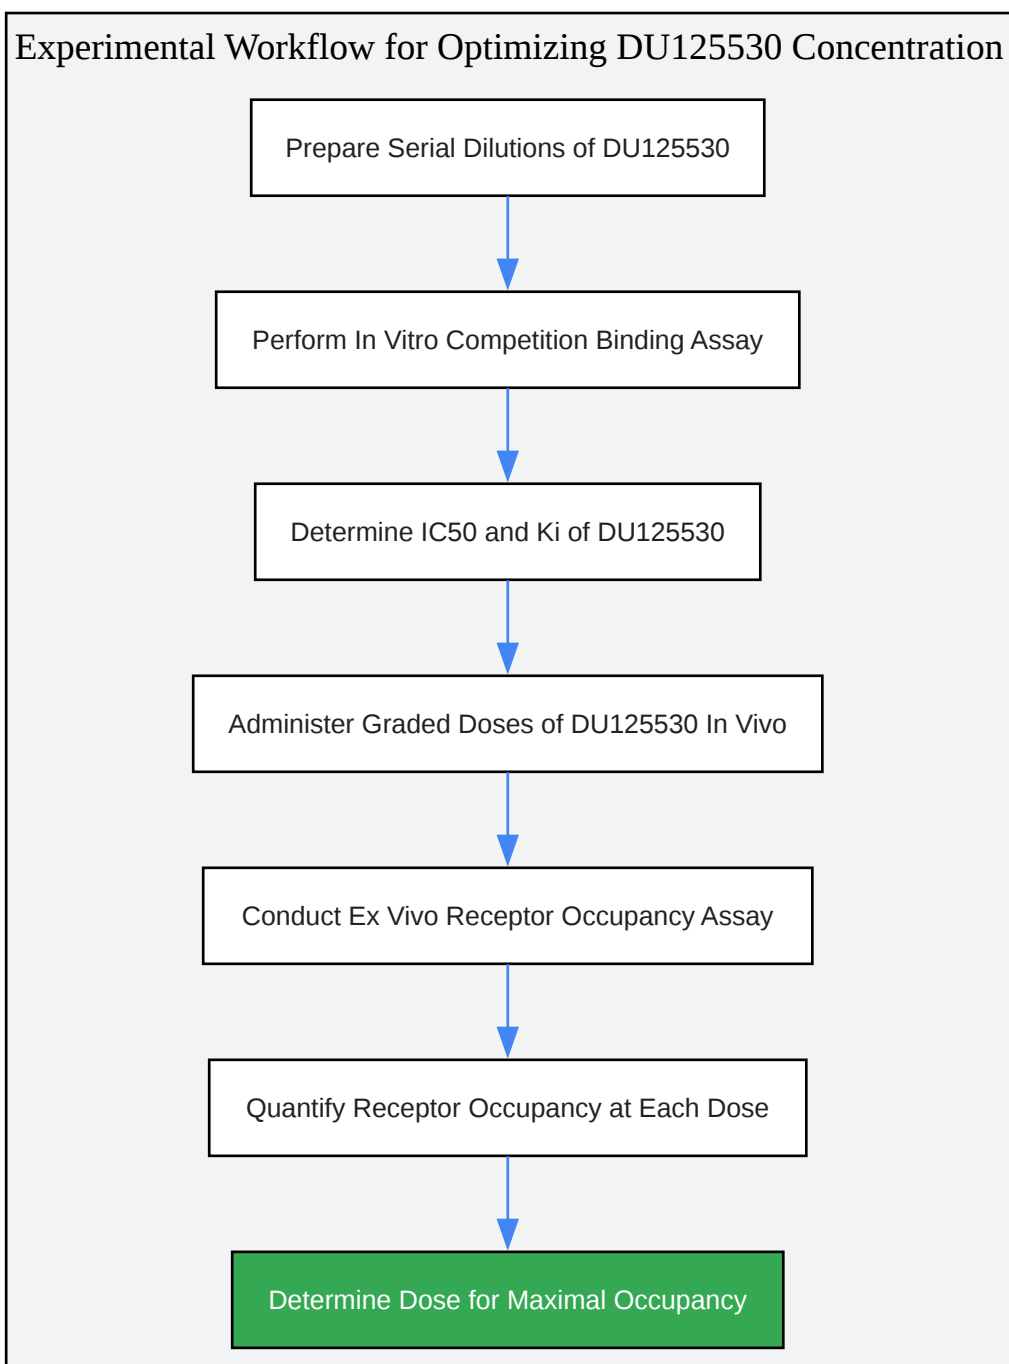 Experimental Workflow for Optimizing DU125530 Concentration
Prepare Serial Dilutions of DU125530
Perform In Vitro Competition Binding Assay
Determine IC50 and Ki of DU125530
Administer Graded Doses of DU125530 In Vivo
Conduct Ex Vivo Receptor Occupancy Assay
Quantify Receptor Occupancy at Each Dose
Determine Dose for Maximal Occupancy